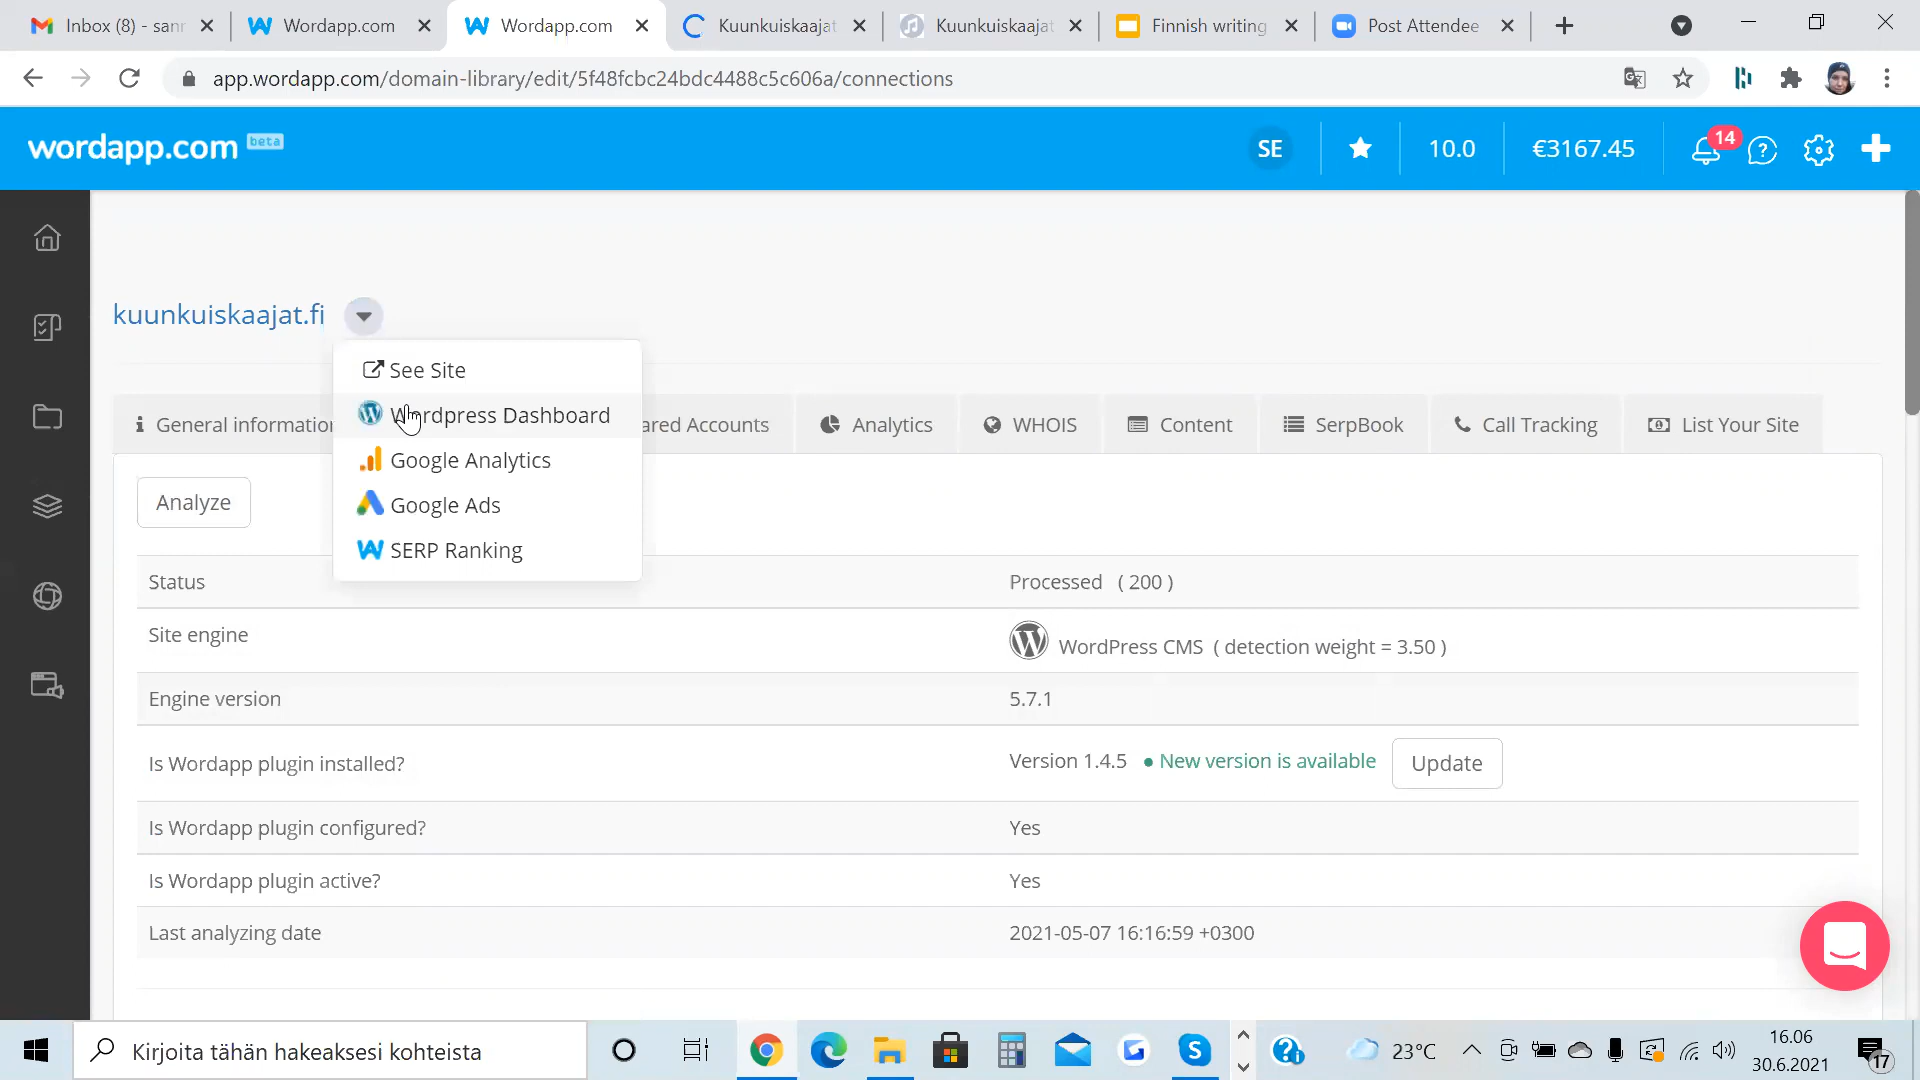 Inbox (8) - sanr
Wordapp.com
Wordapp.com
Kuunkuiskaajat
Kuunkuiskaajat
Finnish writing
Post Attendee
app.wordapp.com/domain-library/edit/5f48fcbc24bdc4488c5c606a/connections
wordapp.com beta
SE
10.0
€3167.45
14
kuunkuiskaajat.fi
See Site
Wordpress Dashboard
Google Analytics
Google Ads
SERP Ranking
General information
ared Accounts
Analytics
WHOIS
Content
SerpBook
Call Tracking
List Your Site
Analyze
Status
Processed ( 200 )
Site engine
WordPress CMS ( detection weight = 3.50 )
Engine version
5.7.1
Is Wordapp plugin installed?
Version 1.4.5 ● New version is available
Update
Is Wordapp plugin configured?
Yes
Is Wordapp plugin active?
Yes
Last analyzing date
2021-05-07 16:16:59 +0300
Kirjoita tähän hakeaksesi kohteista
23°C
16.06
30.6.2021
17